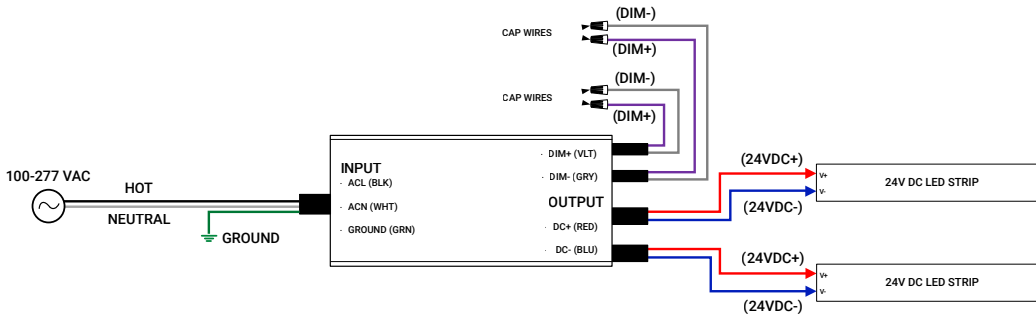 (DIM-)
CAP WIRES
(DIM+)
(DIM-)
CAP WIRES
(DIM+)
100-277 VAC
HOT
NEUTRAL
GROUND
INPUT
· ACL (BLK)
· ACN (WHT)
· GROUND (GRN)
· DIM+ (VLT)
· DIM- (GRY)
OUTPUT
· DC+ (RED)
· DC- (BLU)
(24VDC+)
(24VDC-)
V+
V-
24V DC LED STRIP
(24VDC+)
(24VDC-)
V+
V-
24V DC LED STRIP